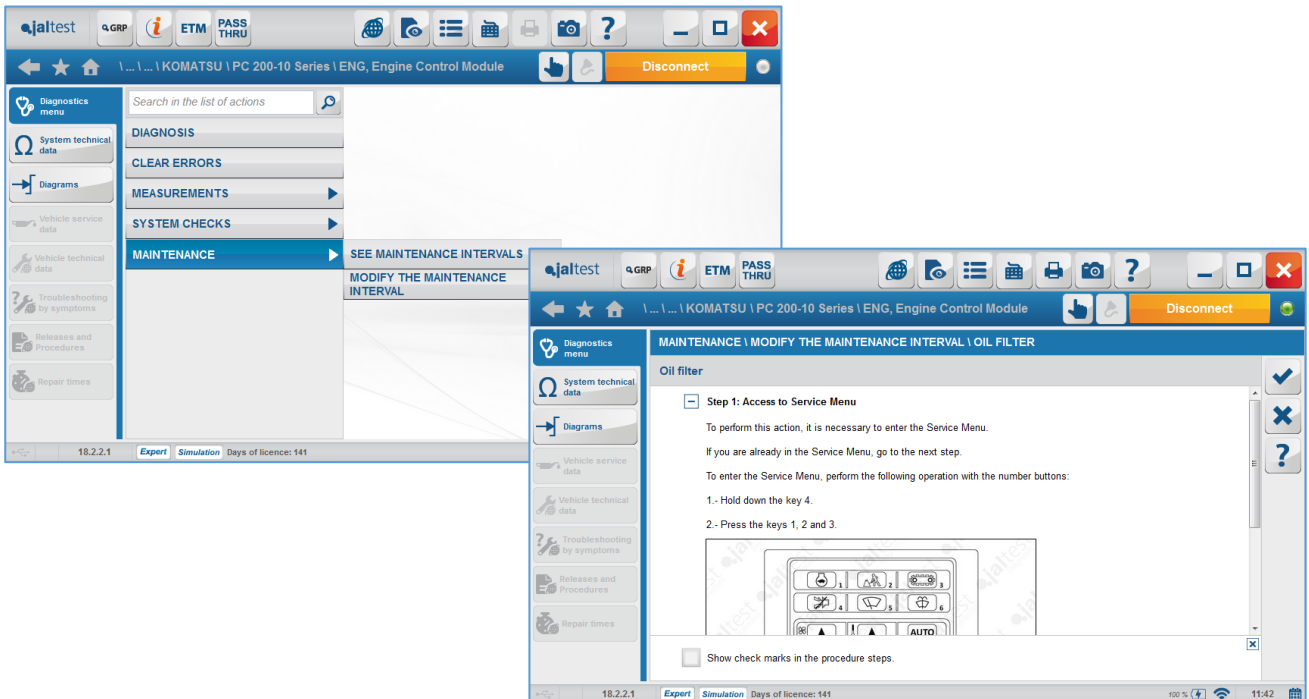 jaltest GRP i ETM PASS THRU ?
\ ... \ ... \ KOMATSU \ PC 200-10 Series \ ENG, Engine Control Module Disconnect
Diagnostics menu
System technical data
Diagrams
Vehicle service data
Vehicle technical data
Troubleshooting by symptoms
Releases and Procedures
Repair times
Search in the list of actions
DIAGNOSIS
CLEAR ERRORS
MEASUREMENTS
SYSTEM CHECKS
MAINTENANCE
SEE MAINTENANCE INTERVALS
MODIFY THE MAINTENANCE
INTERVAL
18.2.2.1 Expert Simulation Days of licence: 141
jaltest GRP i ETM PASS THRU ?
\ ... \ ... \ KOMATSU \ PC 200-10 Series \ ENG, Engine Control Module Disconnect
Diagnostics menu
System technical data
Diagrams
Vehicle service data
Vehicle technical data
Troubleshooting by symptoms
Releases and Procedures
Repair times
MAINTENANCE \ MODIFY THE MAINTENANCE INTERVAL \ OIL FILTER
Oil filter
Step 1: Access to Service Menu
To perform this action, it is necessary to enter the Service Menu.
If you are already in the Service Menu, go to the next step.
To enter the Service Menu, perform the following operation with the number buttons:
1.- Hold down the key 4.
2.- Press the keys 1, 2 and 3.
1 2 3
4 5 6
AUTO
Show check marks in the procedure steps.
18.2.2.1 Expert Simulation Days of licence: 141 100 % 11:42